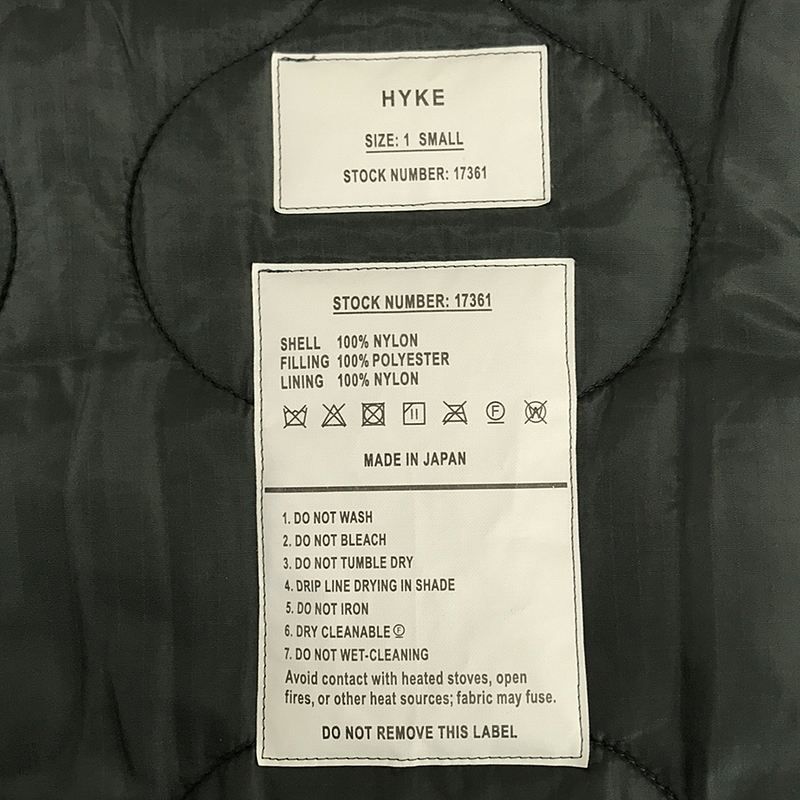 HYKE
SIZE: 1 SMALL
STOCK NUMBER: 17361
STOCK NUMBER: 17361
SHELL 100% NYLON
FILLING 100% POLYESTER
LINING 100% NYLON
F W
MADE IN JAPAN
1. DO NOT WASH
2. DO NOT BLEACH
3. DO NOT TUMBLE DRY
4. DRIP LINE DRYING IN SHADE
5. DO NOT IRON
6. DRY CLEANABLE Ⓕ
7. DO NOT WET-CLEANING
Avoid contact with heated stoves, open
fires, or other heat sources; fabric may fuse.
DO NOT REMOVE THIS LABEL